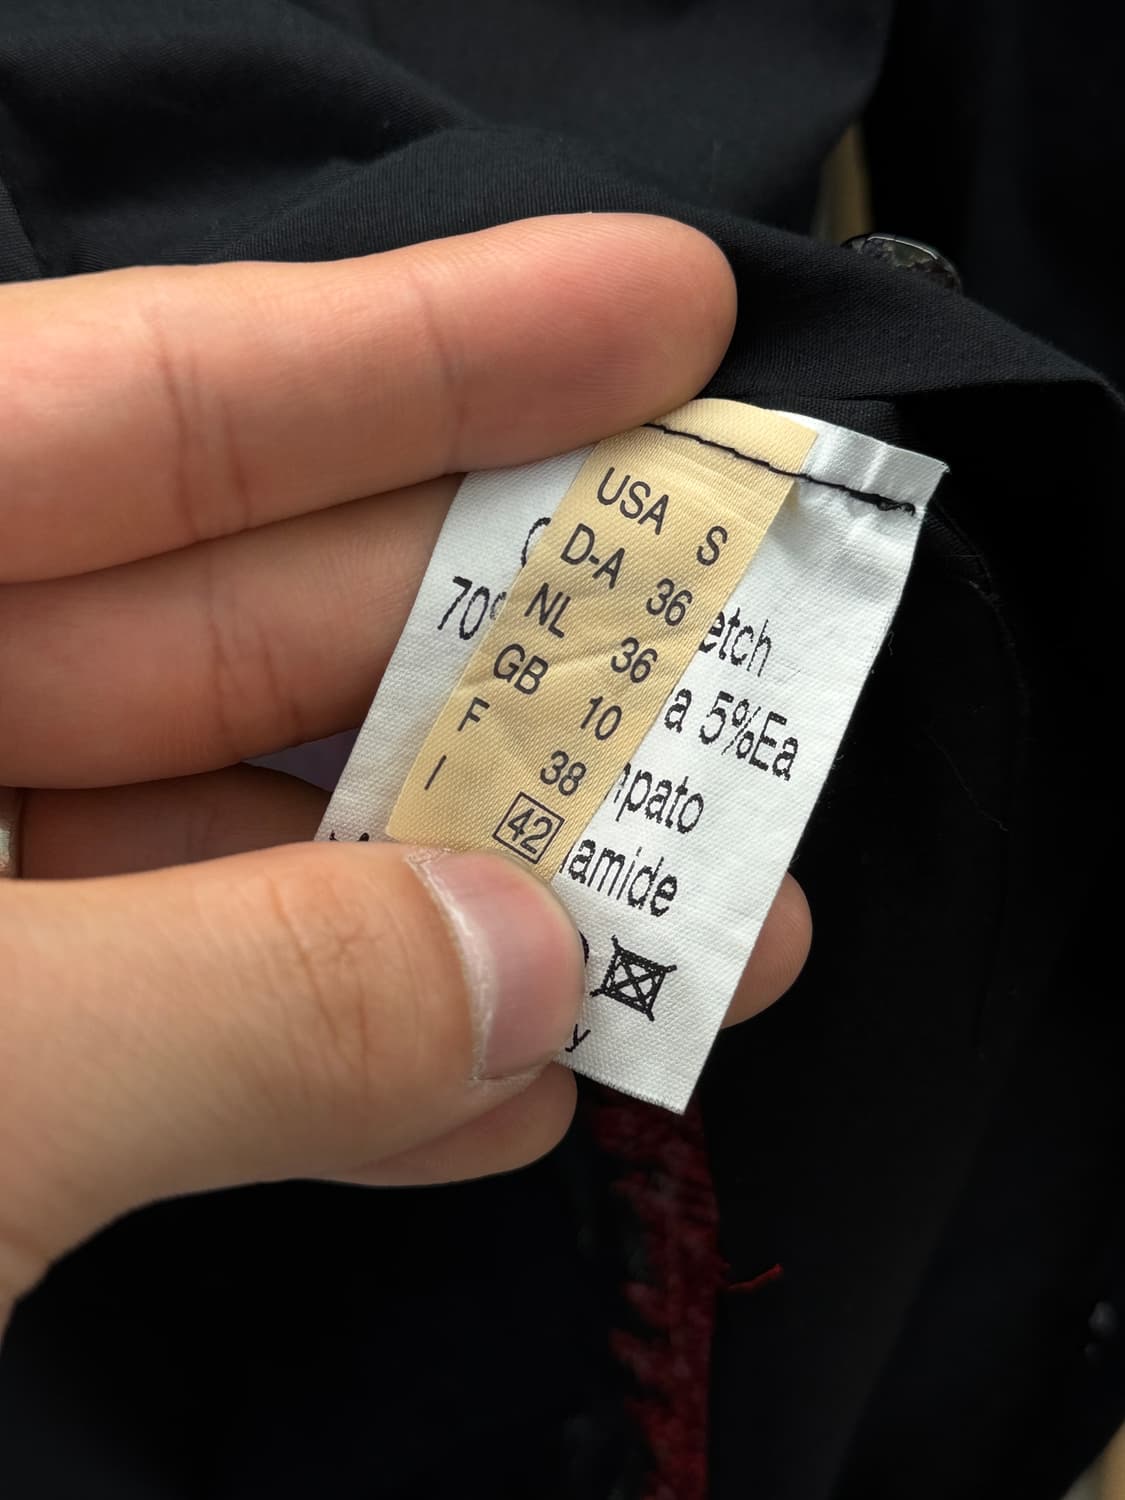 USA S
D-A 36
NL 36
GB 10
F 38
I 42
70
etch
a 5%Ea
pato
amide
y